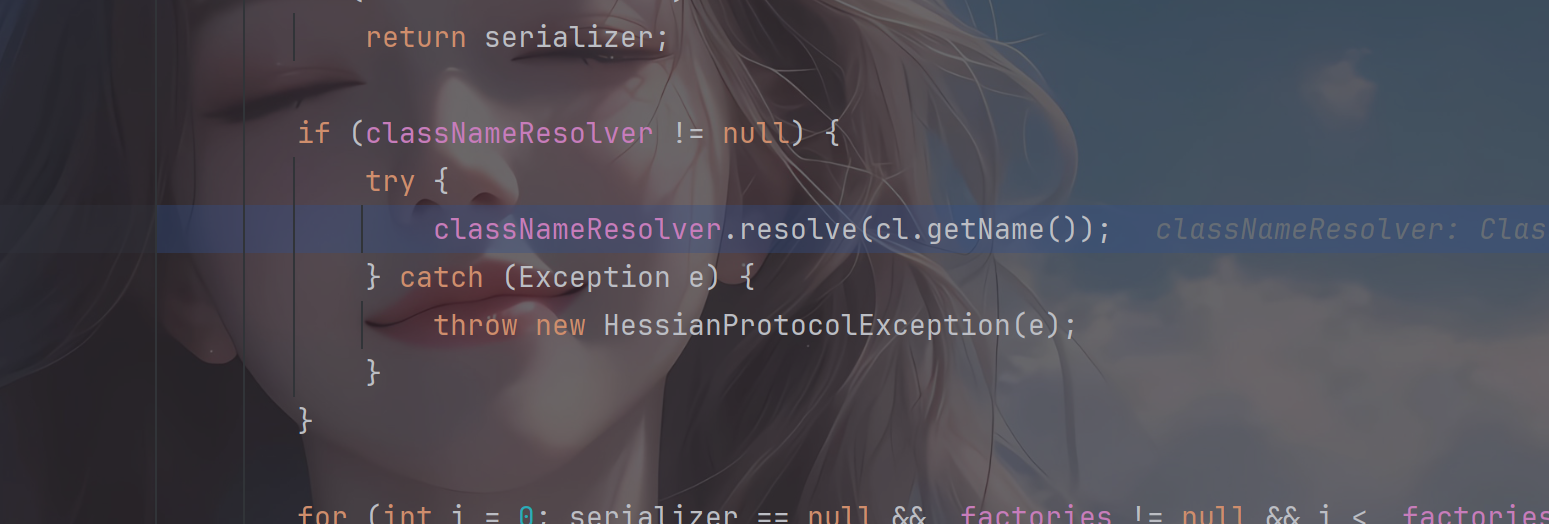 return serializer;
if (classNameResolver != null) {
try {
classNameResolver.resolve(cl.getName()); classNameResolver: Clas
} catch (Exception e) {
throw new HessianProtocolException(e);
}
}
for (int i = 0; serializer == null && _factories != null && i < _factories